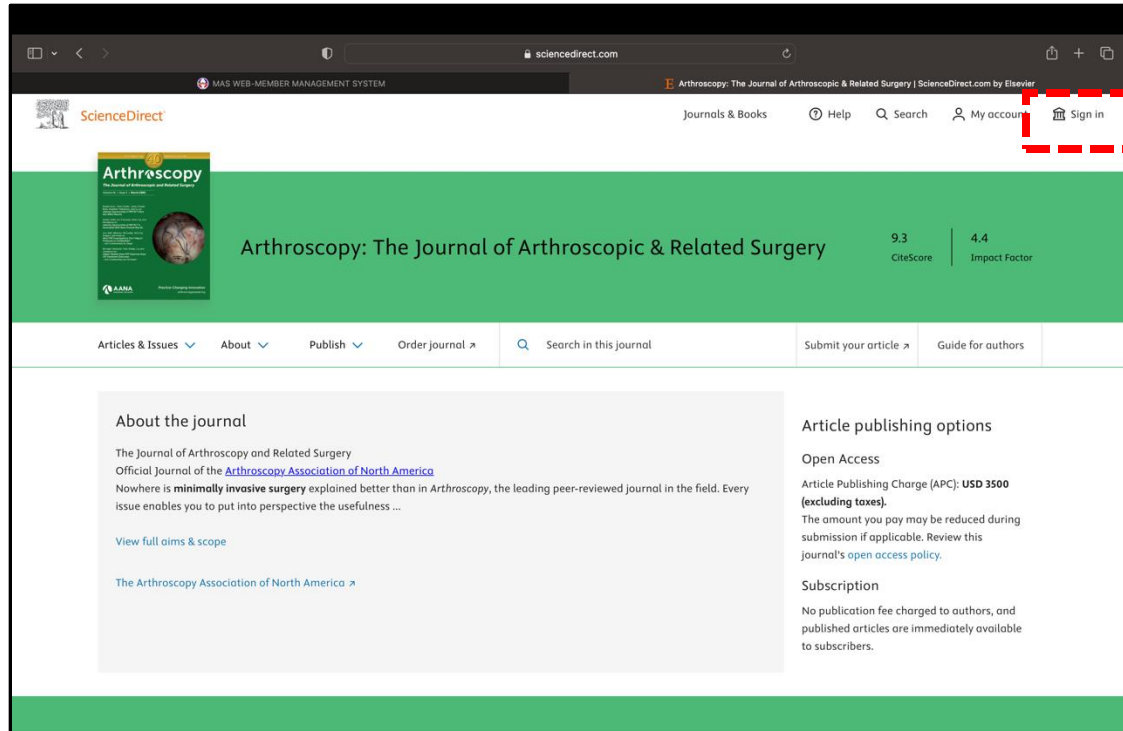 sciencedirect.com
MAS WEB-MEMBER MANAGEMENT SYSTEM
Arthroscopy: The Journal of Arthroscopic & Related Surgery | ScienceDirect.com by Elsevier
ScienceDirect
Journals & Books
Help
Search
My account
Sign in
40
Arthroscopy
The Journal of Arthroscopic and Related Surgery
AANA
Arthroscopy: The Journal of Arthroscopic & Related Surgery
9.3
CiteScore
4.4
Impact Factor
Articles & Issues
About
Publish
Order journal
Search in this journal
Submit your article
Guide for authors
About the journal
The Journal of Arthroscopy and Related Surgery
Official Journal of the Arthroscopy Association of North America
Nowhere is minimally invasive surgery explained better than in Arthroscopy, the leading peer-reviewed journal in the field. Every
issue enables you to put into perspective the usefulness ...
View full aims & scope
The Arthroscopy Association of North America
Article publishing options
Open Access
Article Publishing Charge (APC): USD 3500
(excluding taxes).
The amount you pay may be reduced during
submission if applicable. Review this
journal's open access policy.
Subscription
No publication fee charged to authors, and
published articles are immediately available
to subscribers.